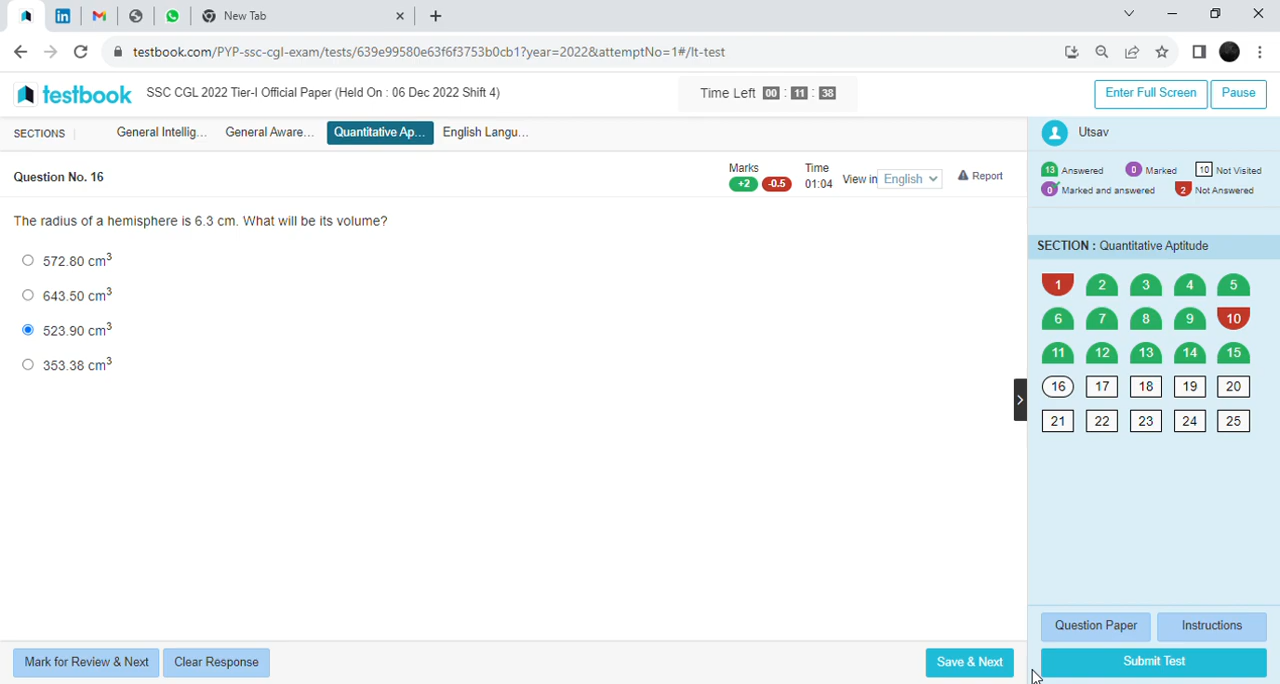 New Tab
testbook.com/PYP-ssc-cgl-exam/tests/639e99580e63f6f3753b0cb1?year=2022&attemptNo=1#/lt-test
testbook SSC CGL 2022 Tier-I Official Paper (Held On : 06 Dec 2022 Shift 4) Time Left 00 : 11 : 38 Enter Full Screen Pause
SECTIONS General Intellig... General Aware... Quantitative Ap... English Langu... Utsav
Question No. 16 Marks +2 -0.5 Time 01:04 View in English Report
13 Answered 0 Marked 10 Not Visited
0 Marked and answered 2 Not Answered
The radius of a hemisphere is 6.3 cm. What will be its volume?
572.80 cm³
643.50 cm³
523.90 cm³
353.38 cm³
SECTION : Quantitative Aptitude
1 2 3 4 5
6 7 8 9 10
11 12 13 14 15
16 17 18 19 20
21 22 23 24 25
Question Paper Instructions
Mark for Review & Next Clear Response Save & Next Submit Test